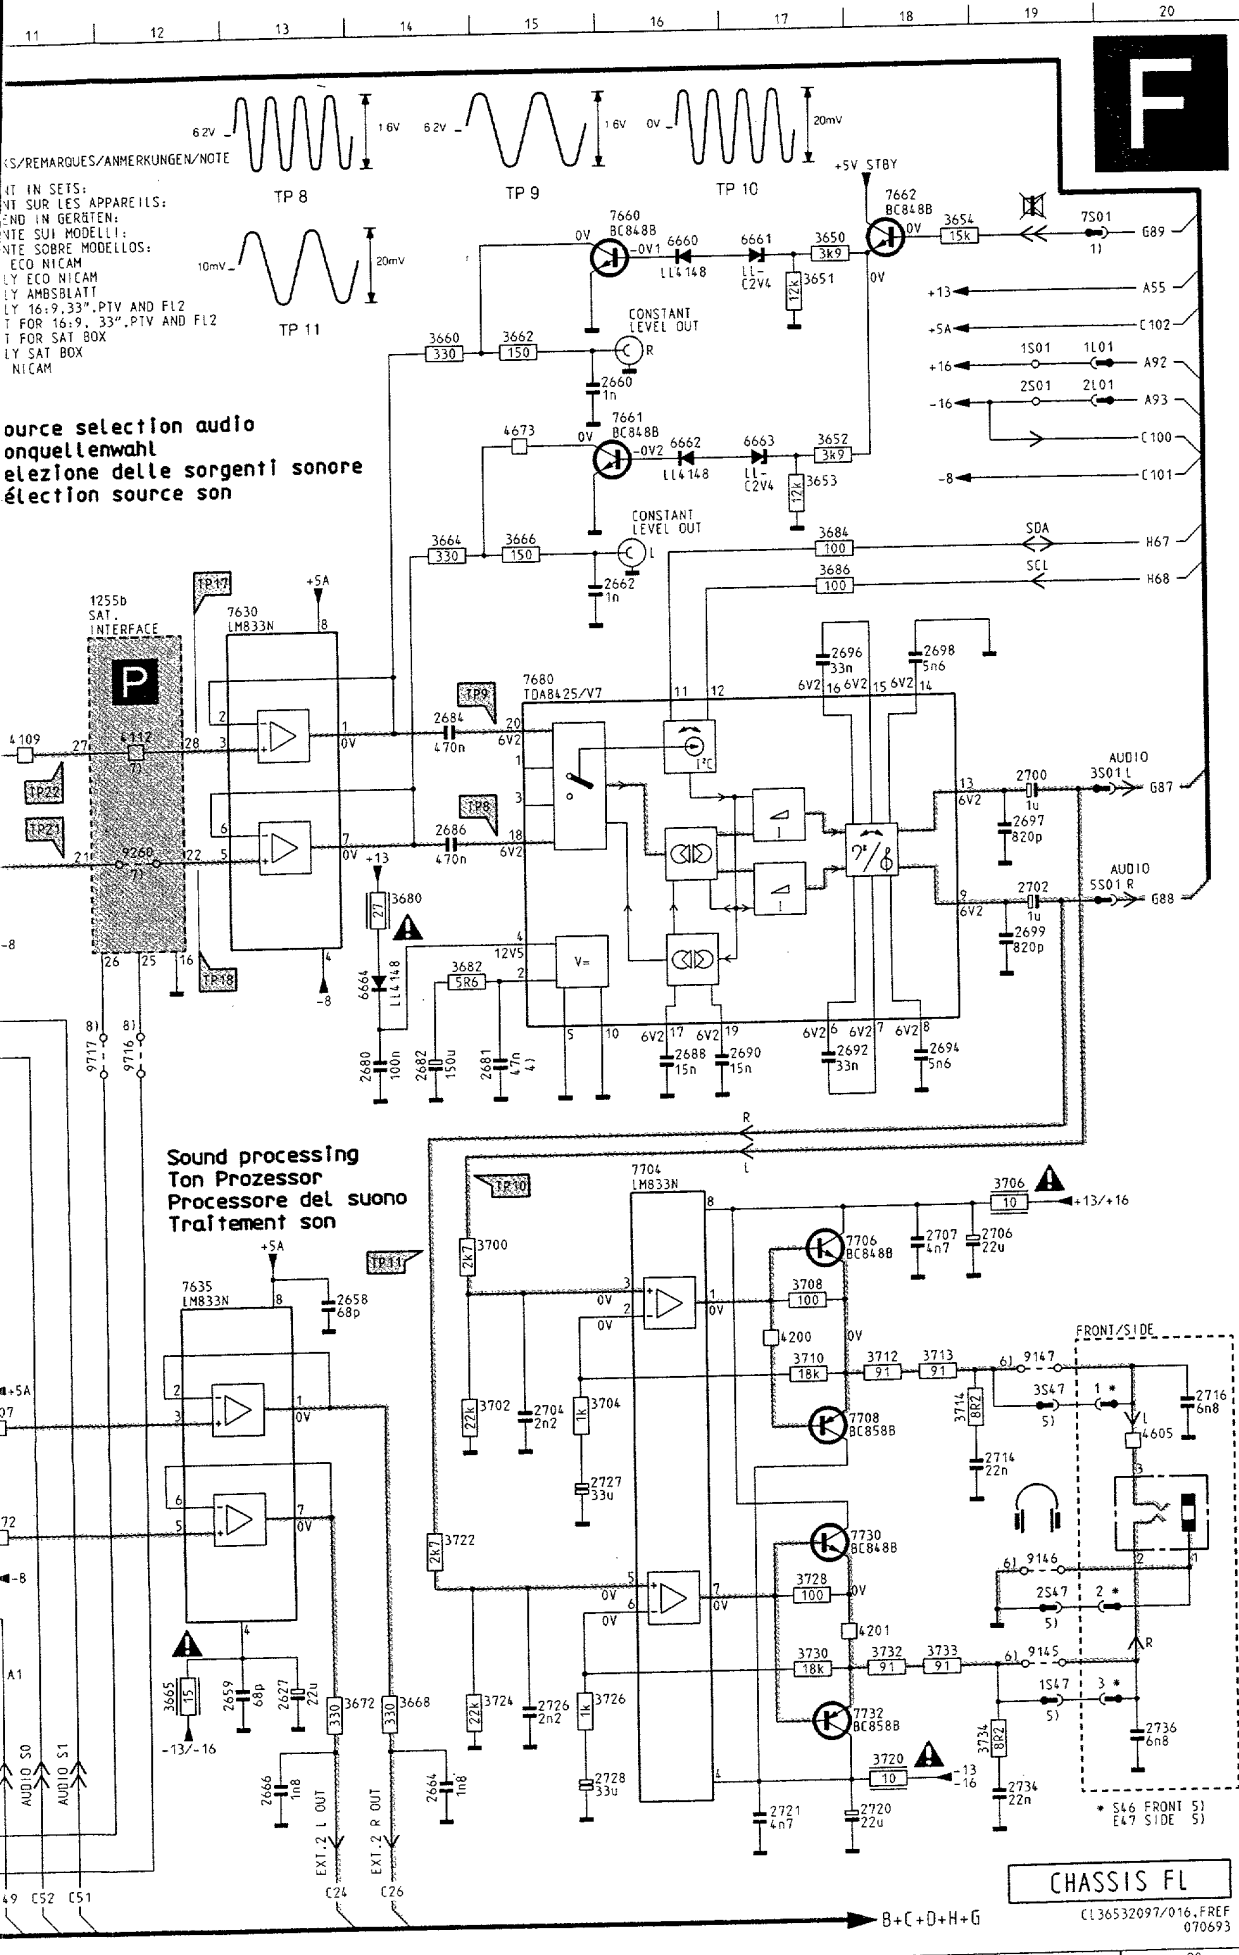 11 12 13 14 15 16 17 18 19 20
F
6.2V 1.6V 6.2V 1.6V 0V 20mV
TP 8 TP 9 TP 10
S/REMARQUES/ANMERKUNGEN/NOTE
IN SETS:
SUR LES APPAREILS:
IN GERÄTEN:
SUI MODELLI:
SOBRE MODELLOS:
ECO NICAM
LY ECO NICAM
LY AMBSBLATT
LY 16:9,33",PTV AND FL2
T FOR 16:9, 33",PTV AND FL2
T FOR SAT BOX
LY SAT BOX
NICAM
10mV 20mV
TP 11
+5V STBY
7662
BC848B
0V
3654
15k
7S01
1)
G89
7660
BC848B
0V
-0V1
6660
LL4148
6661
LL-
C2V4
3650
3k9
0V
3651
12k
+13 A55
+5A C102
+16 1S01 1L01 A92
-16 2S01 2L01 A93
C100
-8 C101
CONSTANT
LEVEL OUT
R
3660
330
3662
150
2660
1n
ource selection audio
onquellenwahl
elezione delle sorgenti sonore
élection source son
4673
7661
BC848B
0V
-0V2
6662
LL4148
6663
LL-
C2V4
3652
3k9
3653
12k
CONSTANT
LEVEL OUT
L
3664
330
3666
150
2662
1n
3684
100
SDA
H67
3686
100
SCL
H68
TP17
1255b
SAT.
INTERFACE
P
7630
LM833N
+5A
8
4109
27
4112
7)
28
2
3
1
0V
TP22
TP21
21
9260
7)
22
6
5
7
0V
-8
26 25 16
TP18
4
-8
2684
470n
TP9
2686
470n
TP8
7680
TDA8425/V7
20
6V2
1
3
18
6V2
11 12
I²C
2696
33n
2698
5n6
6V2 16 6V2 15 6V2 14
13
6V2
2700
1u
2697
820p
AUDIO
3S01 L
G87
9
6V2
2702
1u
2699
820p
AUDIO
5S01 R
G88
+13
3680
27
6664
LL4148
4
12V5
2
V=
3682
5R6
5 10
6V2 17 6V2 19
6V2 6 6V2 7 6V2 8
2680
100n
2682
150u
2681
47n
4)
2688
15n
2690
15n
2692
33n
2694
5n6
8)
9717
8)
9716
R
L
Sound processing
Ton Prozessor
Processore del suono
Traitement son
TP10
TP11
7704
LM833N
8
3706
10
+13/+16
2707
4n7
2706
22u
7706
BC848B
3700
2k7
3
0V
2
0V
1
0V
3708
100
4200
0V
3710
18k
3712
91
3713
91
7708
BC858B
3702
22k
2704
2n2
3704
1k
2727
33u
+5A
2658
68p
7635
LM833N
8
2
3
1
0V
6
5
7
0V
+5A
07
72
-8
FRONT/SIDE
6) 9147
3S47
5)
1 *
3714
8R2
2714
22n
2716
6n8
L
4605
3
2 1
6) 9146
2S47
5)
2 *
6) 9145
1S47
5)
3 *
R
2736
6n8
3734
8R2
2734
22n
7730
BC848B
3722
2k7
5
0V
6
0V
7
0V
3728
100
0V
4201
3730
18k
3732
91
3733
91
7732
BC858B
3724
22k
2726
2n2
3726
1k
2728
33u
4
3720
10
-13
-16
2721
4n7
2720
22u
4
3665
15
-13/-16
2659
68p
2627
22u
3672
330
3668
330
2666
1n8
2664
1n8
A1
AUDIO S0
AUDIO S1
EXT.2 L OUT
EXT.2 R OUT
49 C52 C51 C24 C26
* S46 FRONT 5)
E47 SIDE 5)
CHASSIS FL
B+C+D+H+G
CL36532097/016.FREF
070693